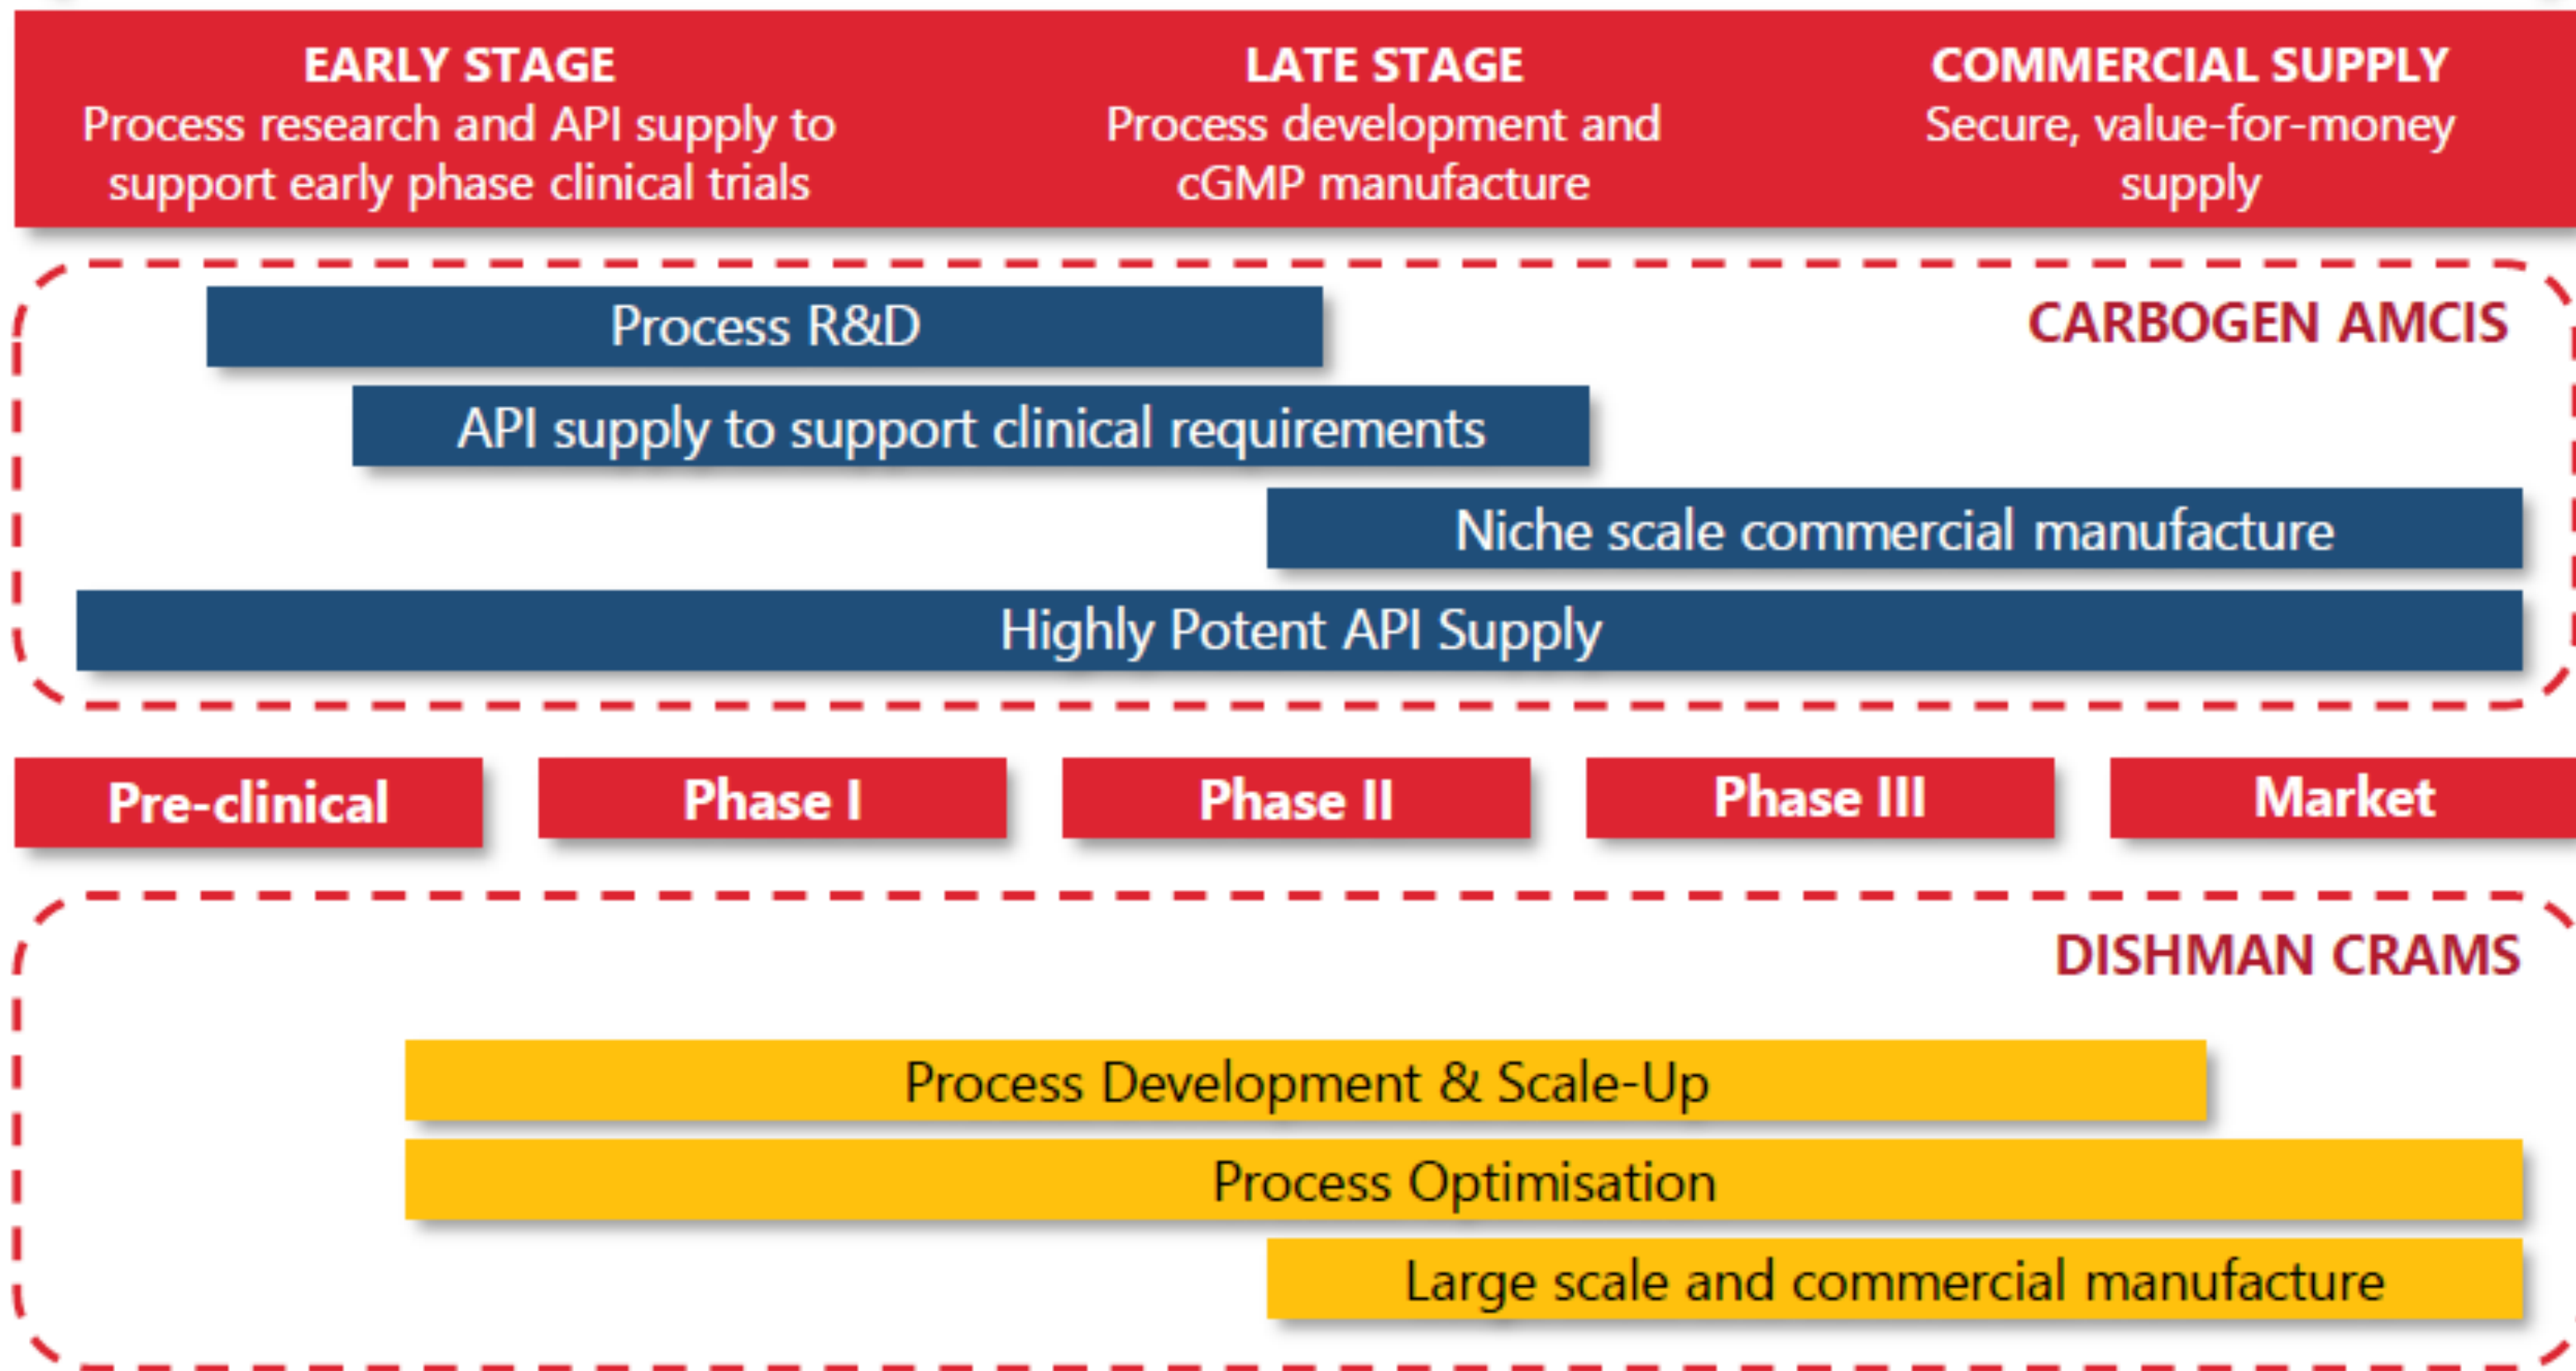 EARLY STAGE
Process research and API supply to
support early phase clinical trials
LATE STAGE
Process development and
cGMP manufacture
COMMERCIAL SUPPLY
Secure, value-for-money
supply
CARBOGEN AMCIS
Process R&D
API supply to support clinical requirements
Niche scale commercial manufacture
Highly Potent API Supply
Pre-clinical
Phase I
Phase II
Phase III
Market
DISHMAN CRAMS
Process Development & Scale-Up
Process Optimisation
Large scale and commercial manufacture